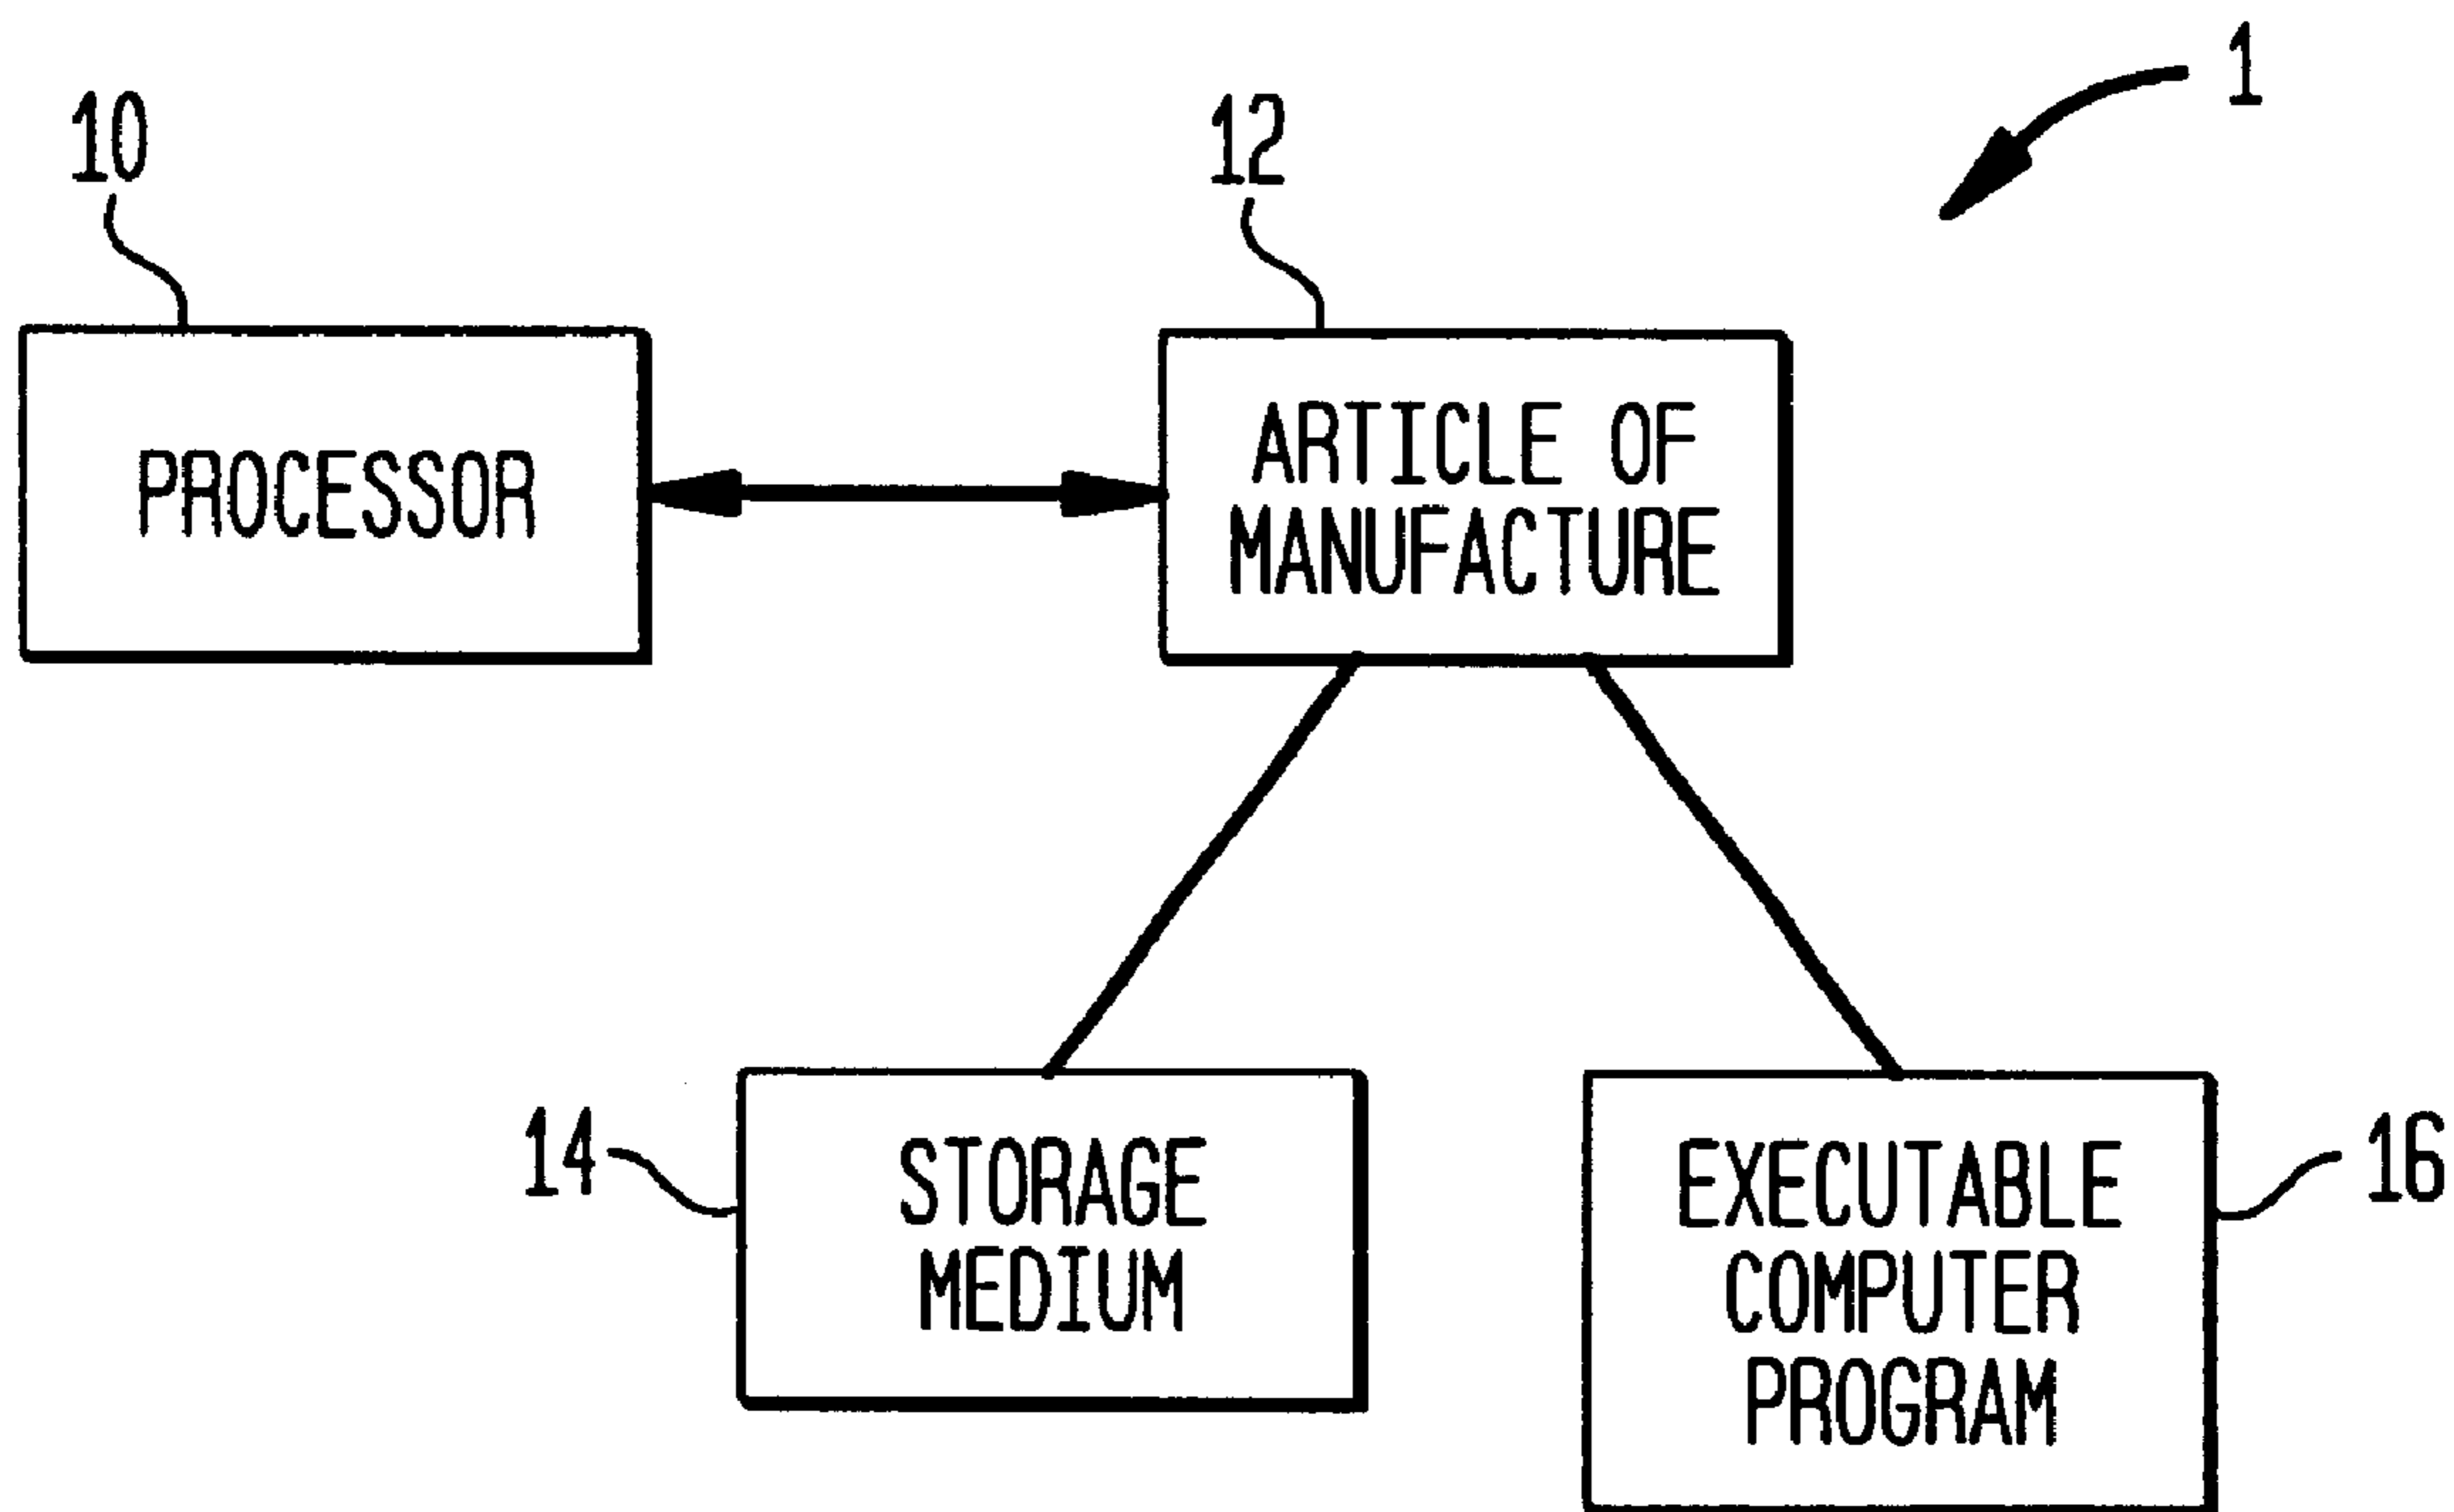 1
10
12
PROCESSOR
ARTICLE OF
MANUFACTURE
14
STORAGE
MEDIUM
EXECUTABLE
COMPUTER
PROGRAM
16